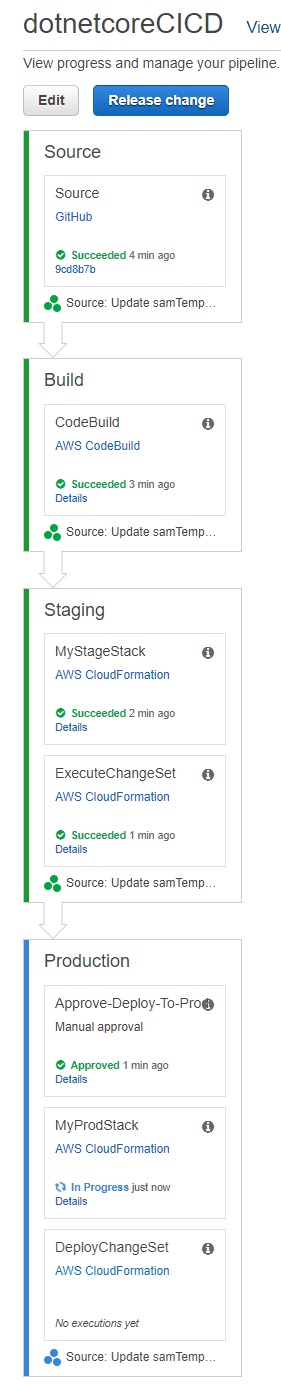 dotnetcoreCICD View
View progress and manage your pipeline.
Edit Release change
Source
Source
GitHub
Succeeded 4 min ago
9cd8b7b
Source: Update samTemp…
Build
CodeBuild
AWS CodeBuild
Succeeded 3 min ago
Details
Source: Update samTemp…
Staging
MyStageStack
AWS CloudFormation
Succeeded 2 min ago
Details
ExecuteChangeSet
AWS CloudFormation
Succeeded 1 min ago
Details
Source: Update samTemp…
Production
Approve-Deploy-To-Prod
Manual approval
Approved 1 min ago
Details
MyProdStack
AWS CloudFormation
In Progress just now
Details
DeployChangeSet
AWS CloudFormation
No executions yet
Source: Update samTemp…